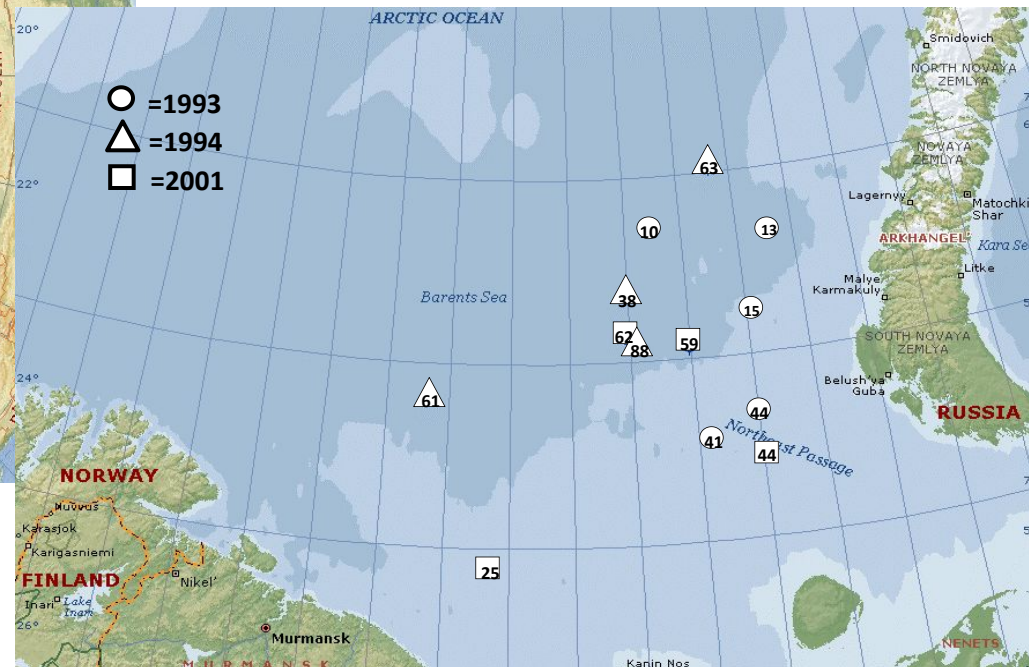 ARCTIC OCEAN
20°
Smidovich
NORTH NOVAYA
ZEMLYA
=1993
=1994
=2001
NOVAYA
ZEMLYA
63
22°
Lagernyy
Matochki
Shar
10
13
ARKHANGEL'
Kara Se
Litke
Malye
Karmakuly
Barents Sea
38
15
62
88
59
SOUTH NOVAYA
ZEMLYA
24°
Belush'ya
Guba
61
44
RUSSIA
41
Northeast Passage
44
NORWAY
Nuvvus
Karasjok
Karigasniemi
25
FINLAND
Nikel'
Inari
Lake
Inari
26°
Murmansk
NENETS
MURMANSK
Kanin Nos